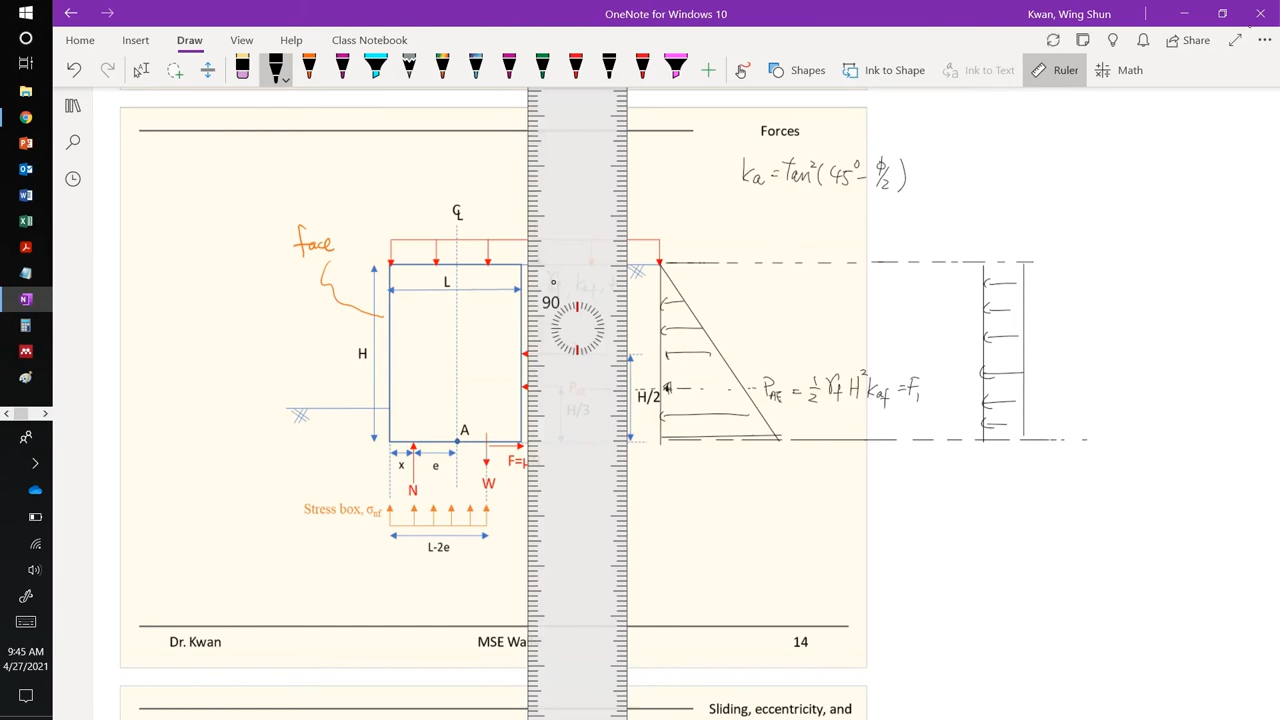 OneNote for Windows 10
Kwan, Wing Shun
Home
Insert
Draw
View
Help
Class Notebook
Share
Shapes
Ink to Shape
Ink to Text
Ruler
Math
Forces
ka = tan²(45° - ϕ/2)
℄
face
L
90°
H
H/2
PAE = 1/2 γf H² kaf = F1
H/3
A
x
e
F=μ
N
W
Stress box, σnf
L-2e
Dr. Kwan
MSE Wa
14
Sliding, eccentricity, and
9:45 AM
4/27/2021